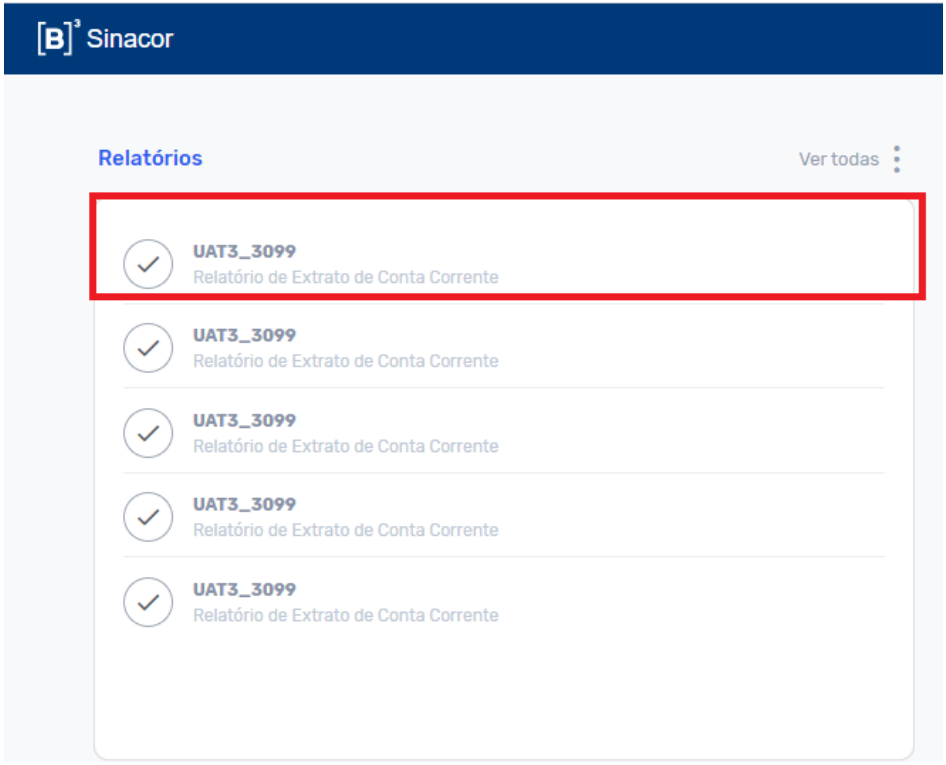 [B]³ Sinacor
Relatórios Ver todas
UAT3_3099
Relatório de Extrato de Conta Corrente
UAT3_3099
Relatório de Extrato de Conta Corrente
UAT3_3099
Relatório de Extrato de Conta Corrente
UAT3_3099
Relatório de Extrato de Conta Corrente
UAT3_3099
Relatório de Extrato de Conta Corrente